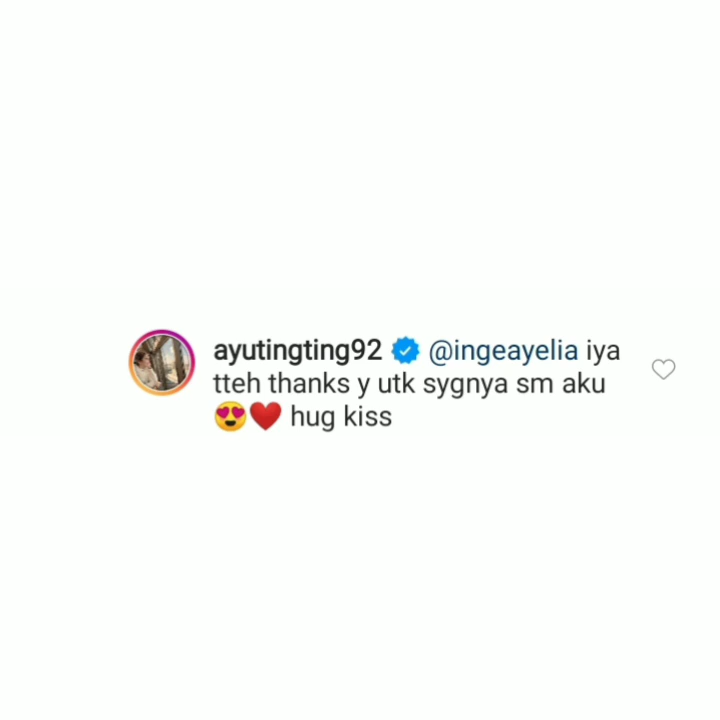 ayutingting92 @ingeayelia iya
tteh thanks y utk sygnya sm aku
😍❤️ hug kiss